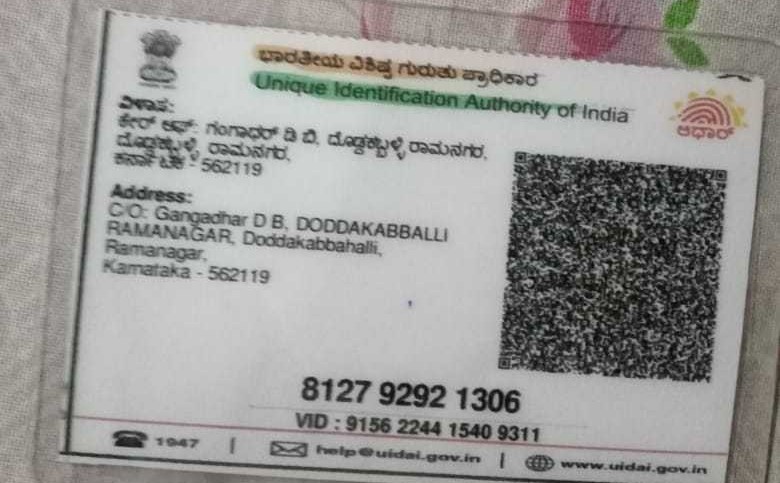 ಭಾರತೀಯ ವಿಶಿಷ್ಟ ಗುರುತು ಪ್ರಾಧಿಕಾರ
Unique Identification Authority of India
ಆಧಾರ್
ವಿಳಾಸ:
ಕೇರ್ ಆಫ್: ಗಂಗಾಧರ್ ಡಿ ಬಿ, ದೊಡ್ಡಕಬ್ಬಳ್ಳಿ ರಾಮನಗರ,
ದೊಡ್ಡಕಬ್ಬಳ್ಳಿ, ರಾಮನಗರ,
ಕರ್ನಾಟಕ - 562119
Address:
C/O: Gangadhar D B, DODDAKABBALLI
RAMANAGAR, Doddakabbahalli,
Ramanagar,
Karnataka - 562119
8127 9292 1306
VID : 9156 2244 1540 9311
1947 | help@uidai.gov.in | www.uidai.gov.in